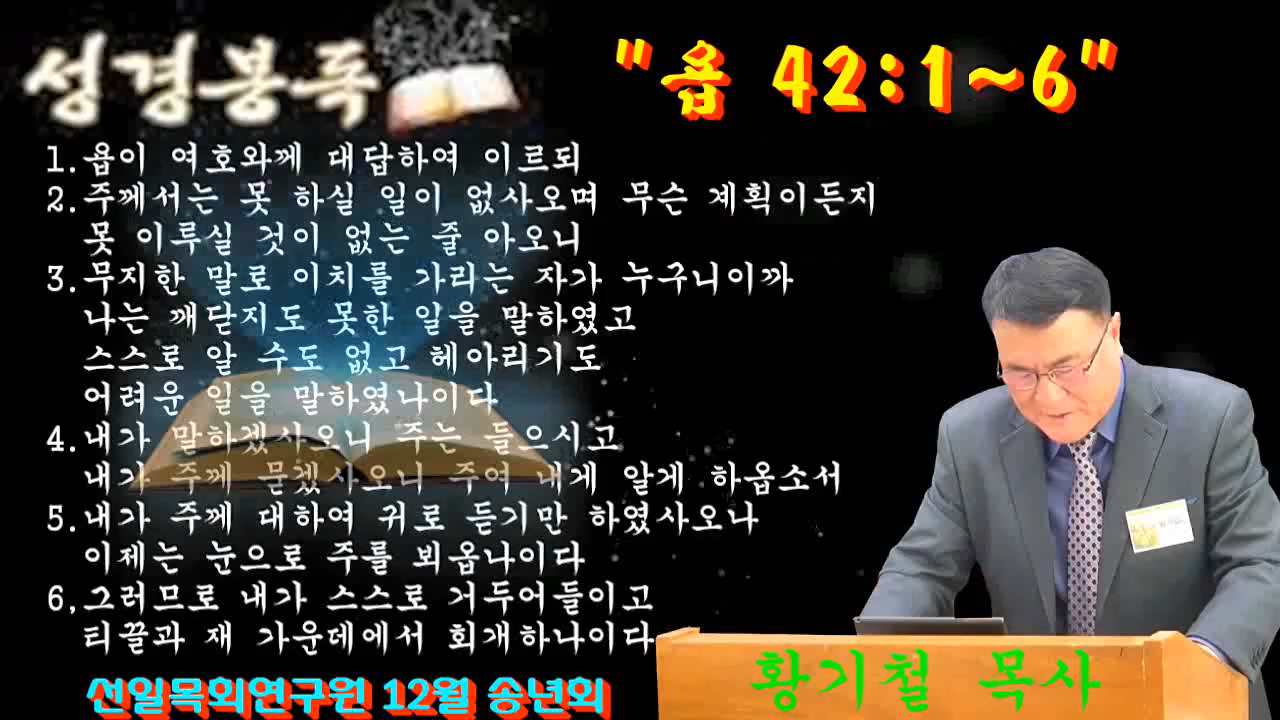 성경봉독
"욥 42:1~6"
1.욥이 여호와께 대답하여 이르되
2.주께서는 못 하실 일이 없사오며 무슨 계획이든지
못 이루실 것이 없는 줄 아오니
3.무지한 말로 이치를 가리는 자가 누구니이까
나는 깨닫지도 못한 일을 말하였고
스스로 알 수도 없고 헤아리기도
어려운 일을 말하였나이다
4.내가 말하겠사오니 주는 들으시고
내가 주께 묻겠사오니 주여 내게 알게 하옵소서
5.내가 주께 대하여 귀로 듣기만 하였사오나
이제는 눈으로 주를 뵈옵나이다
6,그러므로 내가 스스로 거두어들이고
티끌과 재 가운데에서 회개하나이다
선일목회연구원 12월 송년회
황기철 목사